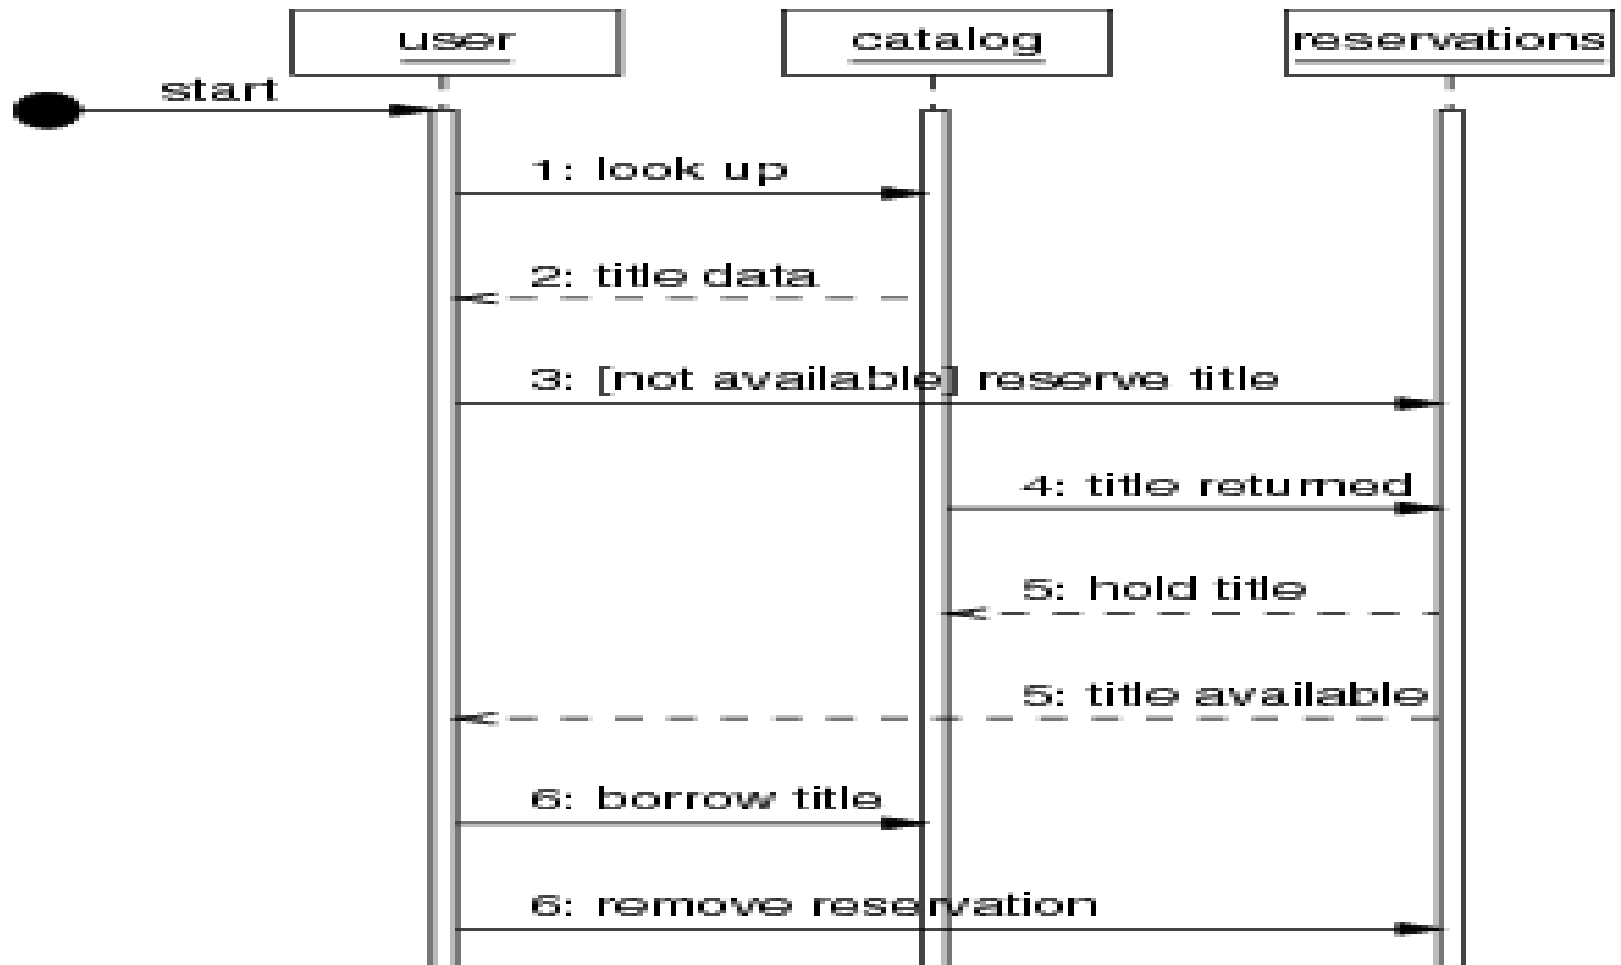 user
catalog
reservations
start
1: look up
2: title data
3: [not available] reserve title
4: title returned
5: hold title
5: title available
6: borrow title
6: remove reservation